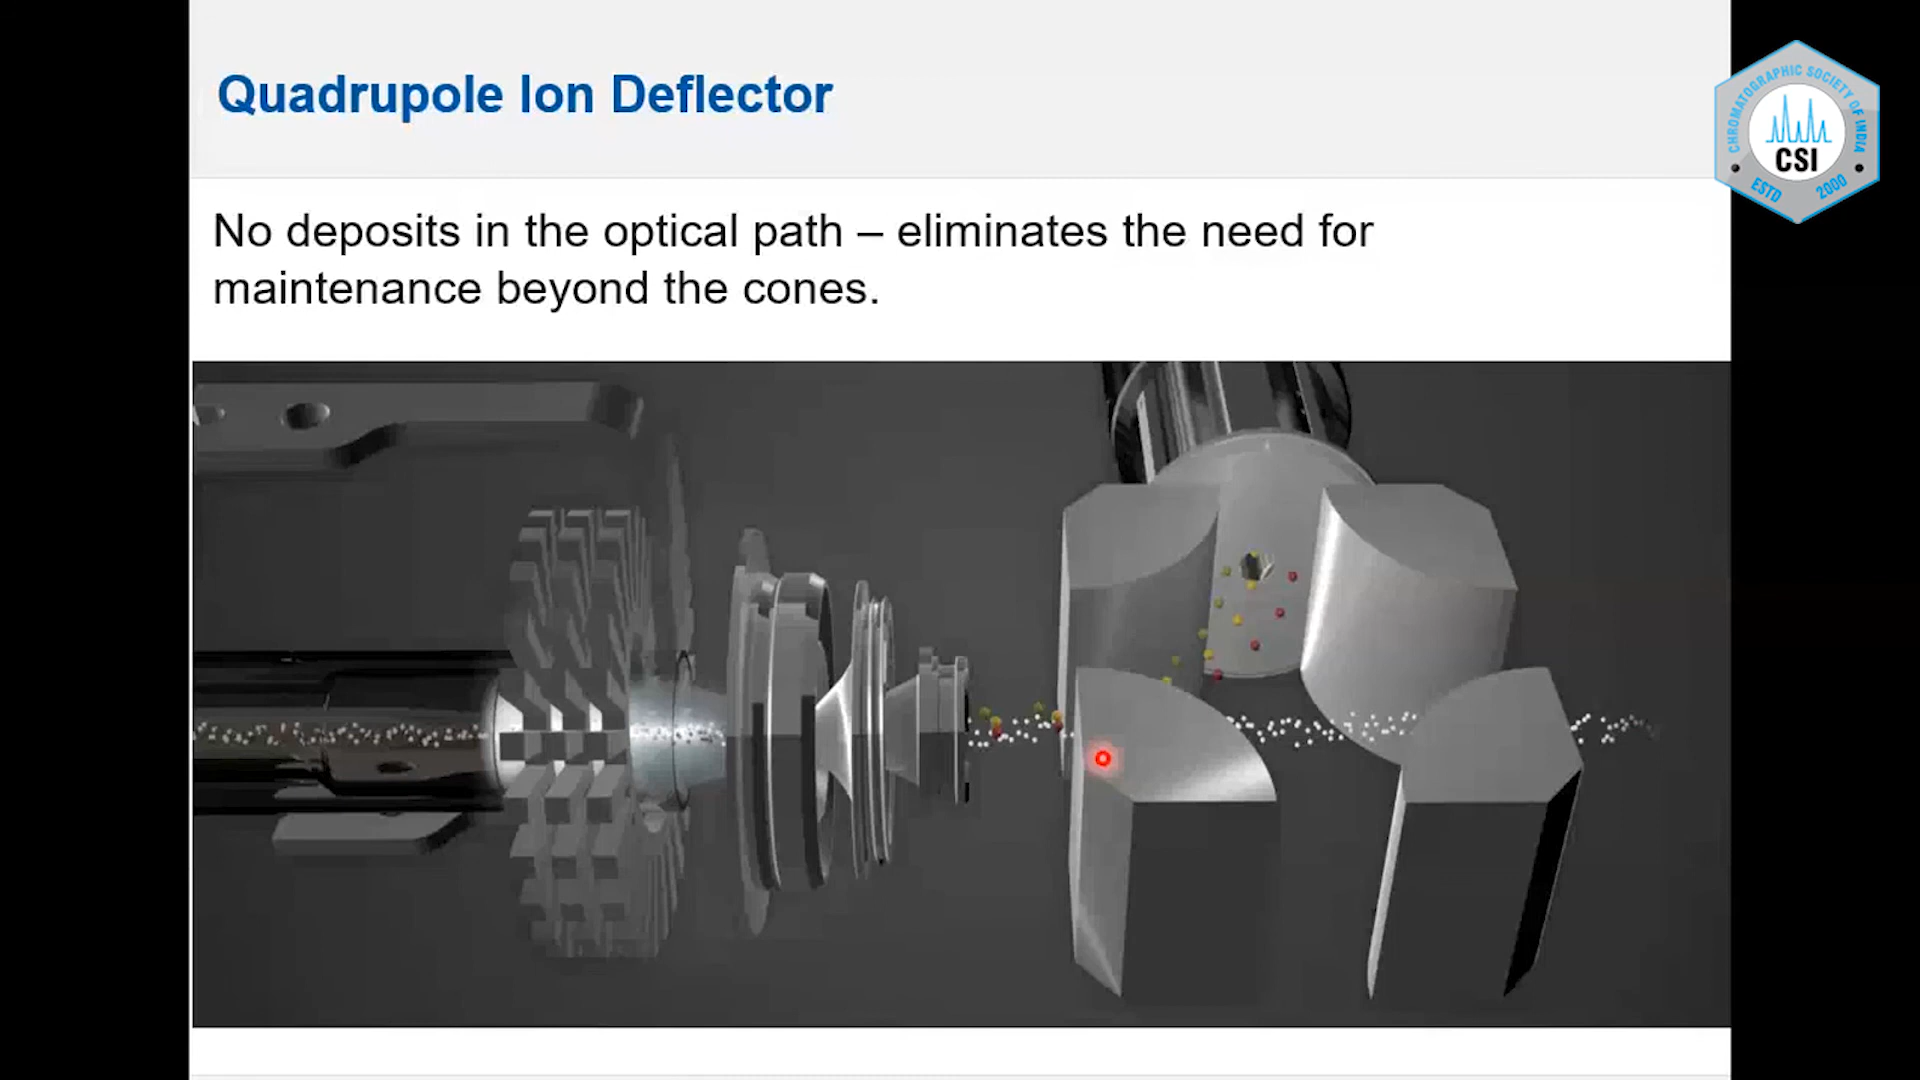 Quadrupole Ion Deflector
No deposits in the optical path – eliminates the need for
maintenance beyond the cones.
CHROMATOGRAPHIC SOCIETY OF INDIA
CSI
ESTD 2000